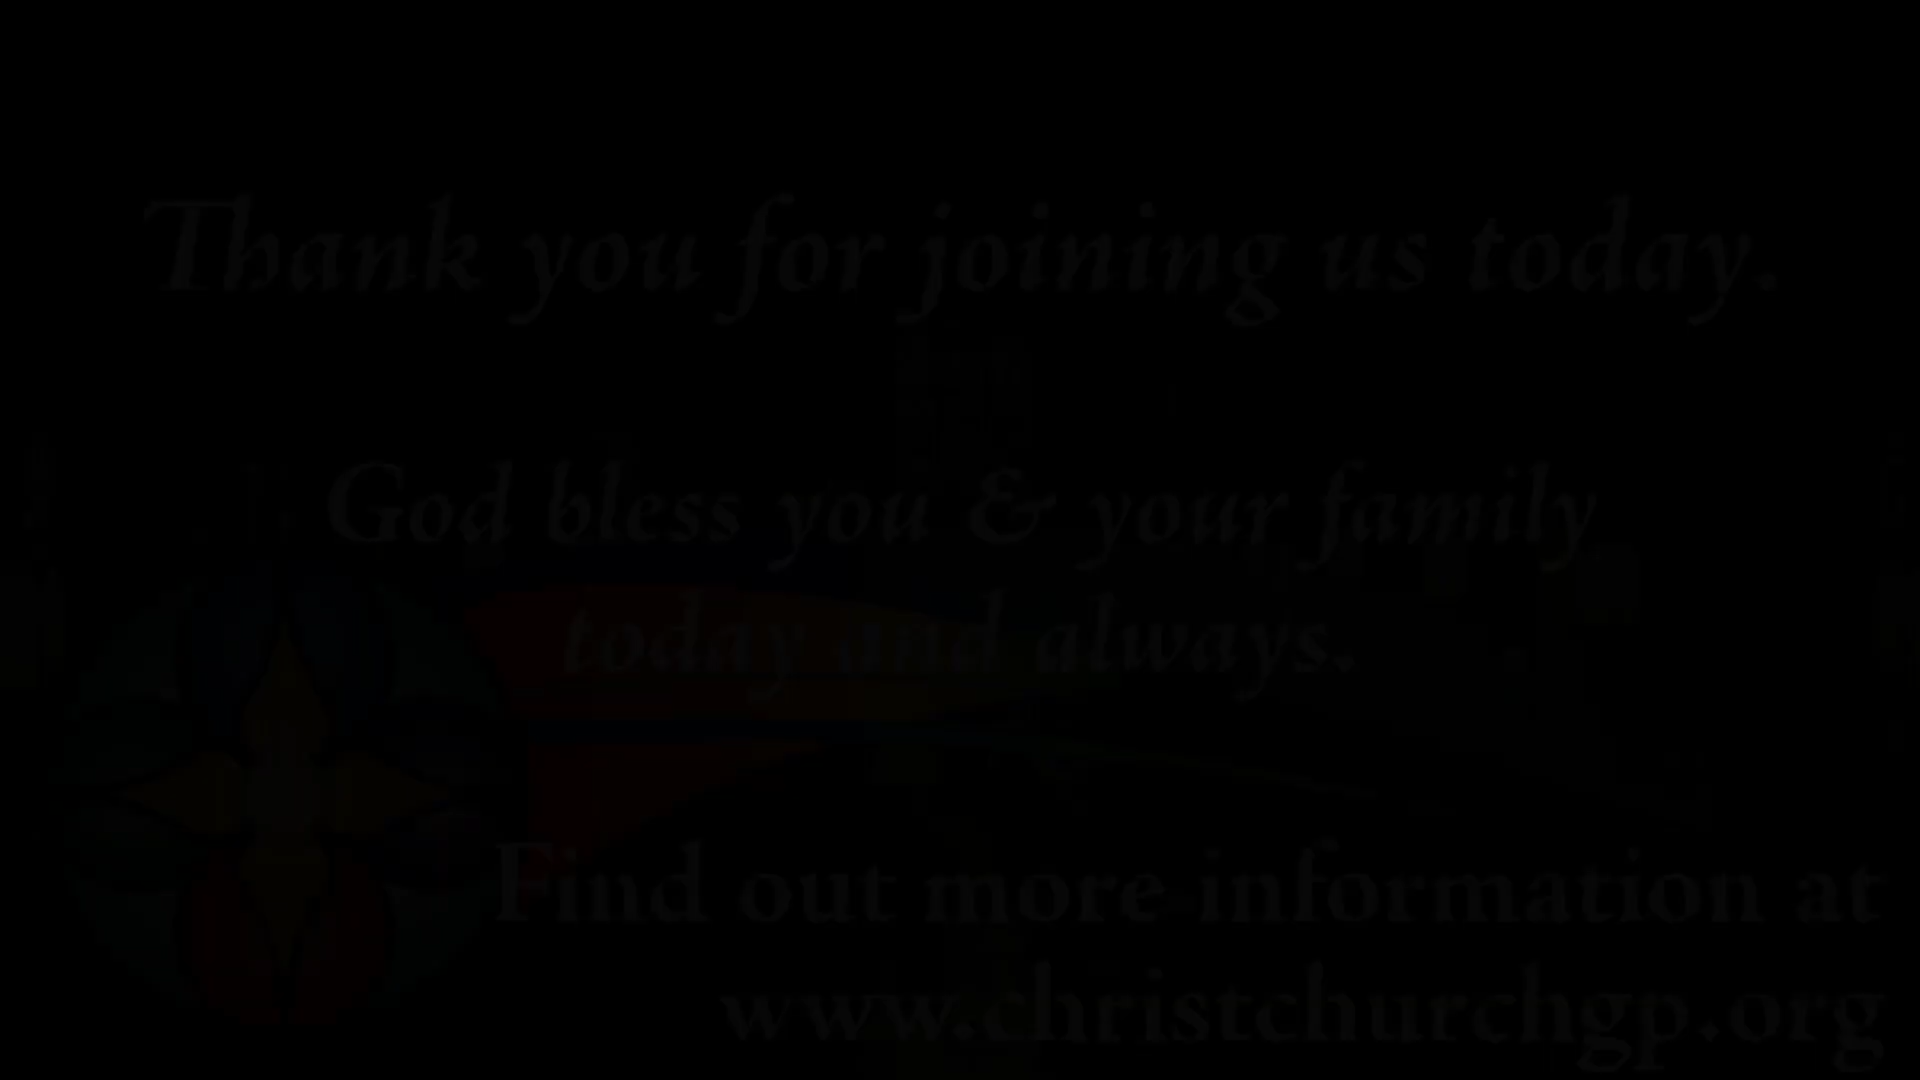 Thank you for joining us today.
God bless you & your family
today and always.
Find out more information at
www.christchurchgp.org